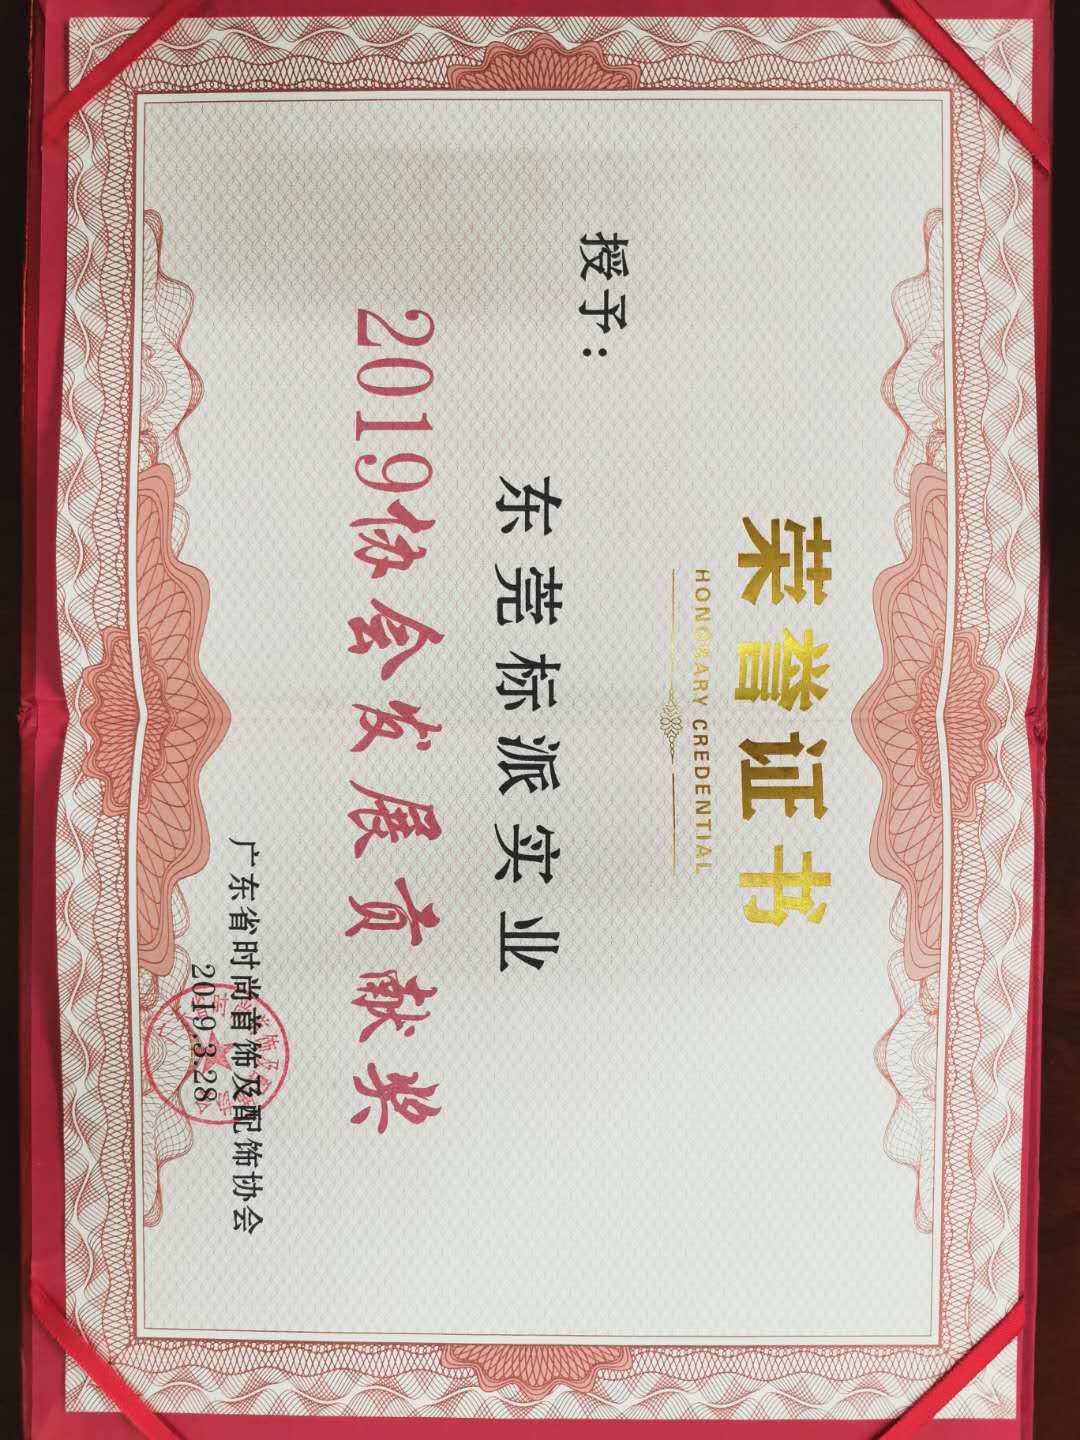 荣誉证书
HONORARY CREDENTIAL
授予：
东莞标派实业
2019协会发展贡献奖
广东省时尚首饰及配饰协会
2019.3.28